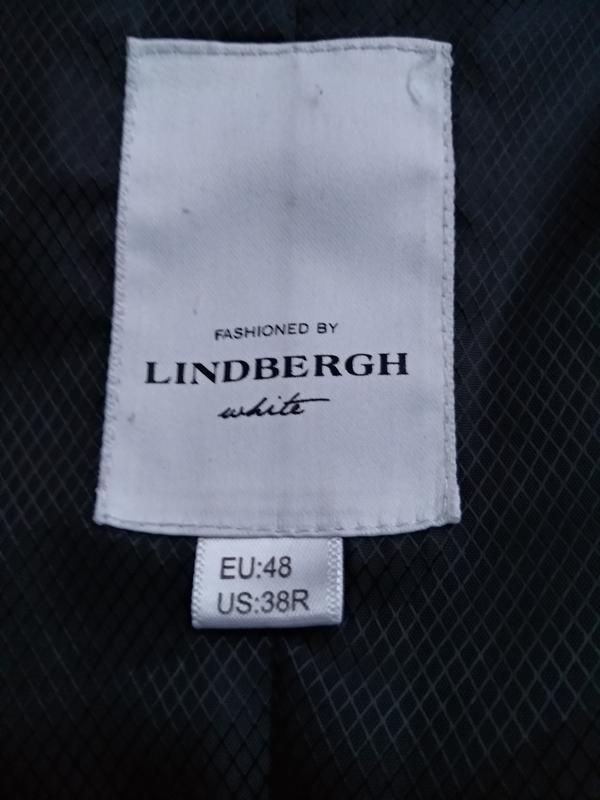 FASHIONED BY
LINDBERGH
white
EU:48
US:38R